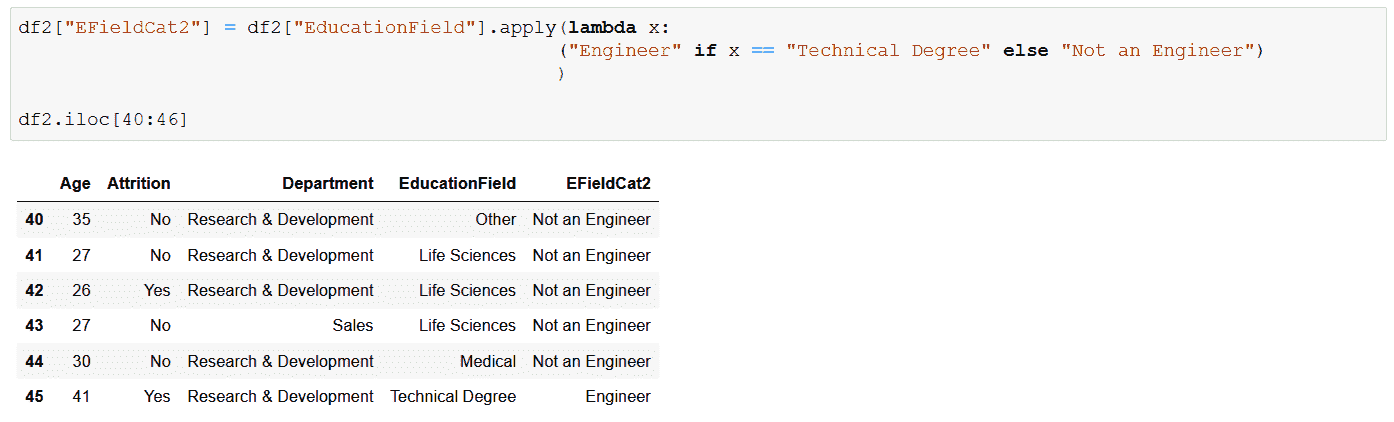 df2["EFieldCat2"] = df2["EducationField"].apply(lambda x:
("Engineer" if x == "Technical Degree" else "Not an Engineer")
)
df2.iloc[40:46]
Age Attrition Department EducationField EFieldCat2
40 35 No Research & Development Other Not an Engineer
41 27 No Research & Development Life Sciences Not an Engineer
42 26 Yes Research & Development Life Sciences Not an Engineer
43 27 No Sales Life Sciences Not an Engineer
44 30 No Research & Development Medical Not an Engineer
45 41 Yes Research & Development Technical Degree Engineer